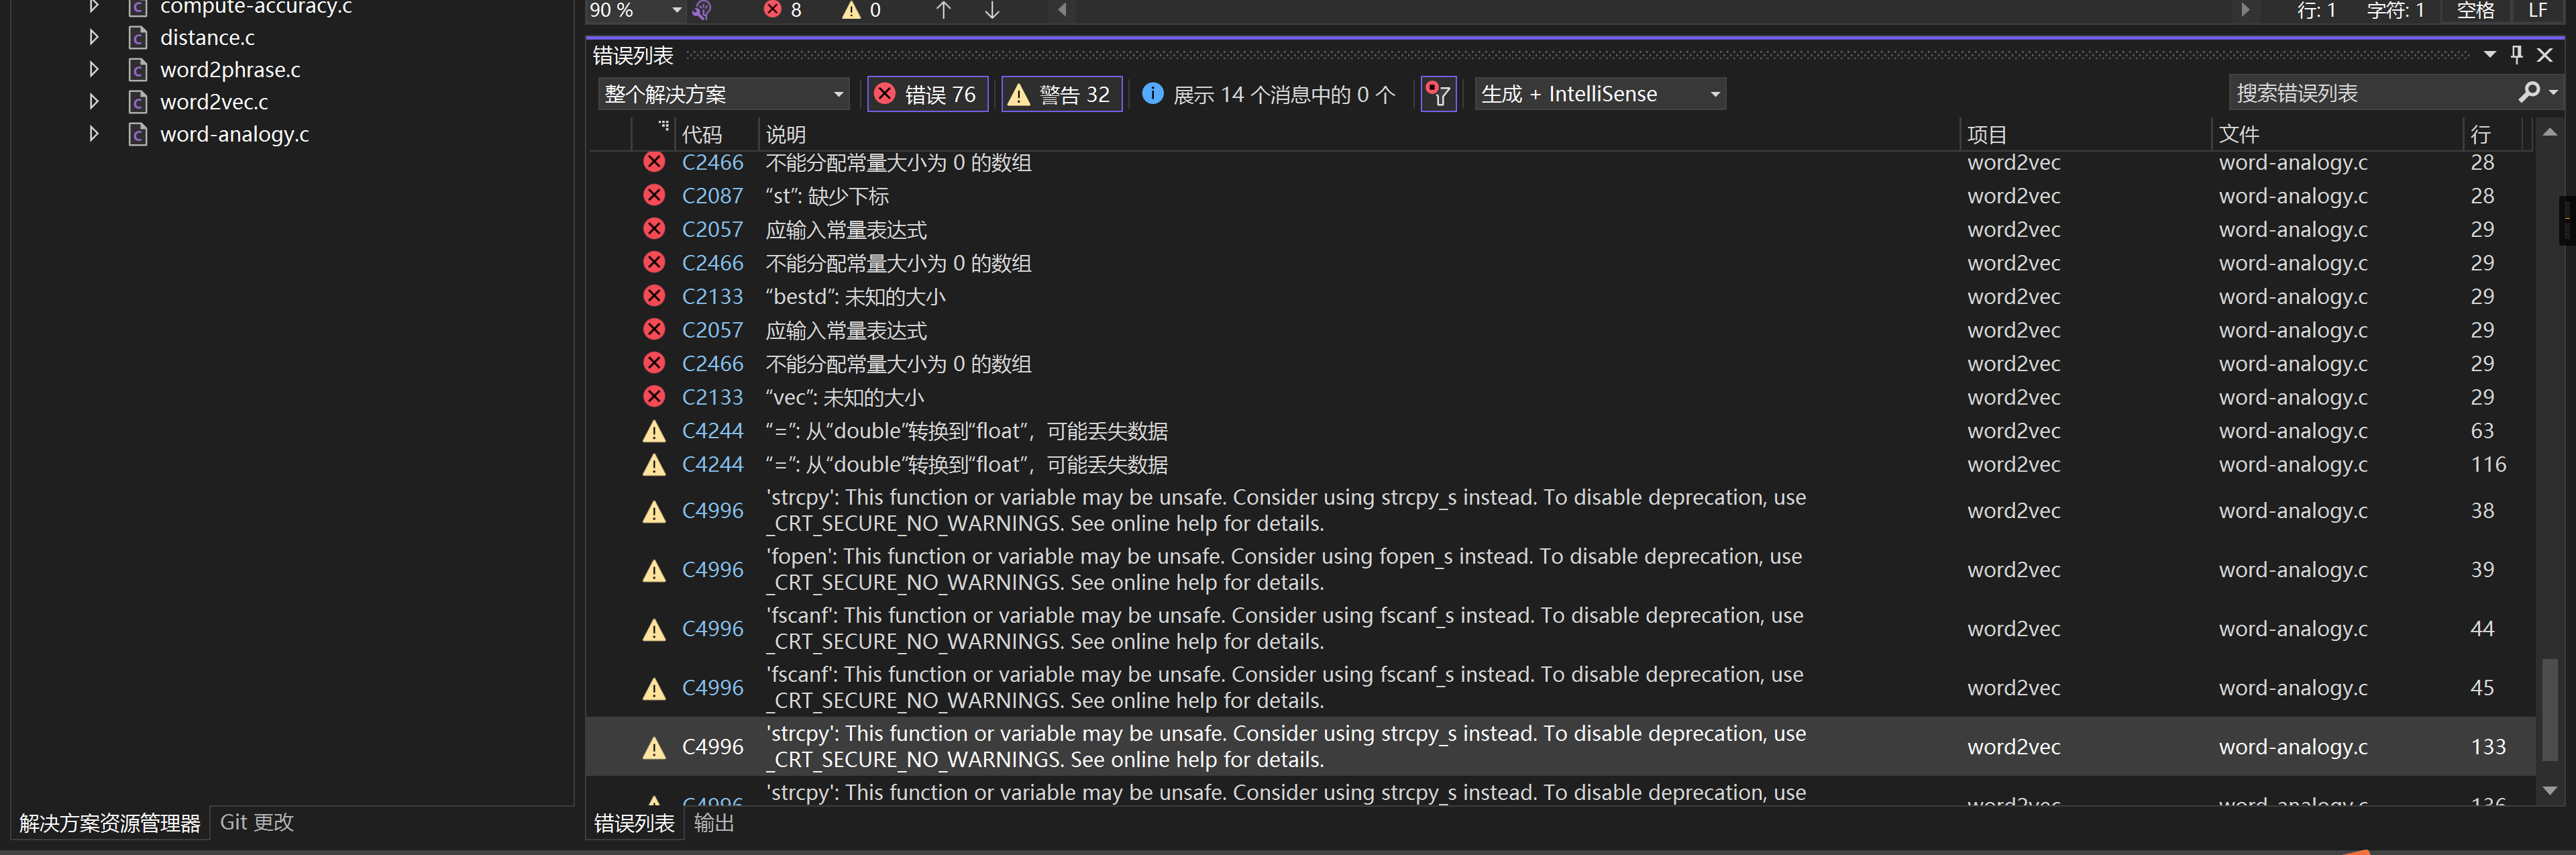 compute-accuracy.c
distance.c
word2phrase.c
word2vec.c
word-analogy.c
90 % 8 0 行: 1 字符: 1 空格 LF
错误列表
整个解决方案 错误 76 警告 32 展示 14 个消息中的 0 个 生成 + IntelliSense 搜索错误列表
代码 说明 项目 文件 行
C2466 不能分配常量大小为 0 的数组 word2vec word-analogy.c 28
C2087 “st”: 缺少下标 word2vec word-analogy.c 28
C2057 应输入常量表达式 word2vec word-analogy.c 29
C2466 不能分配常量大小为 0 的数组 word2vec word-analogy.c 29
C2133 “bestd”: 未知的大小 word2vec word-analogy.c 29
C2057 应输入常量表达式 word2vec word-analogy.c 29
C2466 不能分配常量大小为 0 的数组 word2vec word-analogy.c 29
C2133 “vec”: 未知的大小 word2vec word-analogy.c 29
C4244 “=”: 从“double”转换到“float”，可能丢失数据 word2vec word-analogy.c 63
C4244 “=”: 从“double”转换到“float”，可能丢失数据 word2vec word-analogy.c 116
'strcpy': This function or variable may be unsafe. Consider using strcpy_s instead. To disable deprecation, use
C4996 _CRT_SECURE_NO_WARNINGS. See online help for details. word2vec word-analogy.c 38
'fopen': This function or variable may be unsafe. Consider using fopen_s instead. To disable deprecation, use
C4996 _CRT_SECURE_NO_WARNINGS. See online help for details. word2vec word-analogy.c 39
'fscanf': This function or variable may be unsafe. Consider using fscanf_s instead. To disable deprecation, use
C4996 _CRT_SECURE_NO_WARNINGS. See online help for details. word2vec word-analogy.c 44
'fscanf': This function or variable may be unsafe. Consider using fscanf_s instead. To disable deprecation, use
C4996 _CRT_SECURE_NO_WARNINGS. See online help for details. word2vec word-analogy.c 45
'strcpy': This function or variable may be unsafe. Consider using strcpy_s instead. To disable deprecation, use
C4996 _CRT_SECURE_NO_WARNINGS. See online help for details. word2vec word-analogy.c 133
'strcpy': This function or variable may be unsafe. Consider using strcpy_s instead. To disable deprecation, use
C4996 word2vec word-analogy.c 136
解决方案资源管理器 Git 更改 错误列表 输出